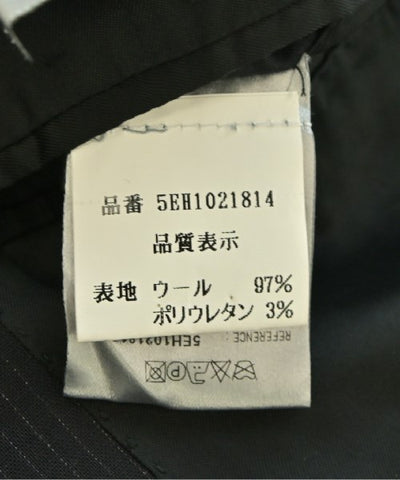 品番 5EH1021814
品質表示
表地 ウール 97%
ポリウレタン 3%
REFERENCE :